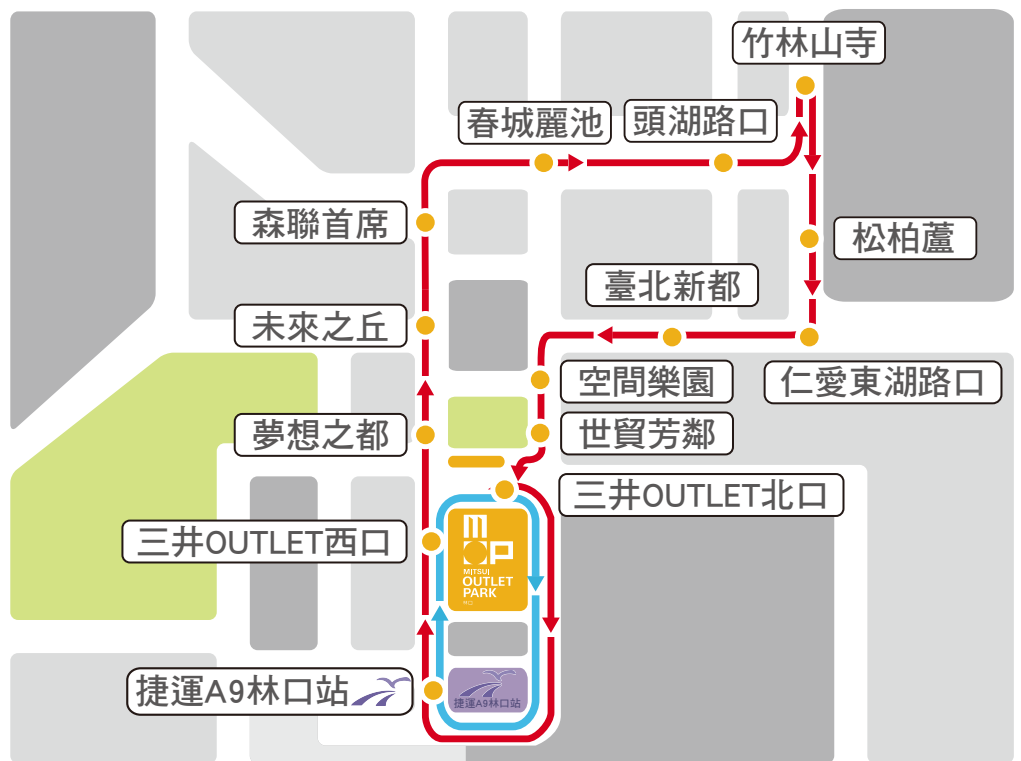 竹林山寺
春城麗池
頭湖路口
森聯首席
松柏蘆
臺北新都
未來之丘
空間樂園
仁愛東湖路口
夢想之都
世貿芳鄰
三井OUTLET北口
三井OUTLET西口
MOP
MITSUI
OUTLET
PARK
捷運A9林口站
捷運A9林口站